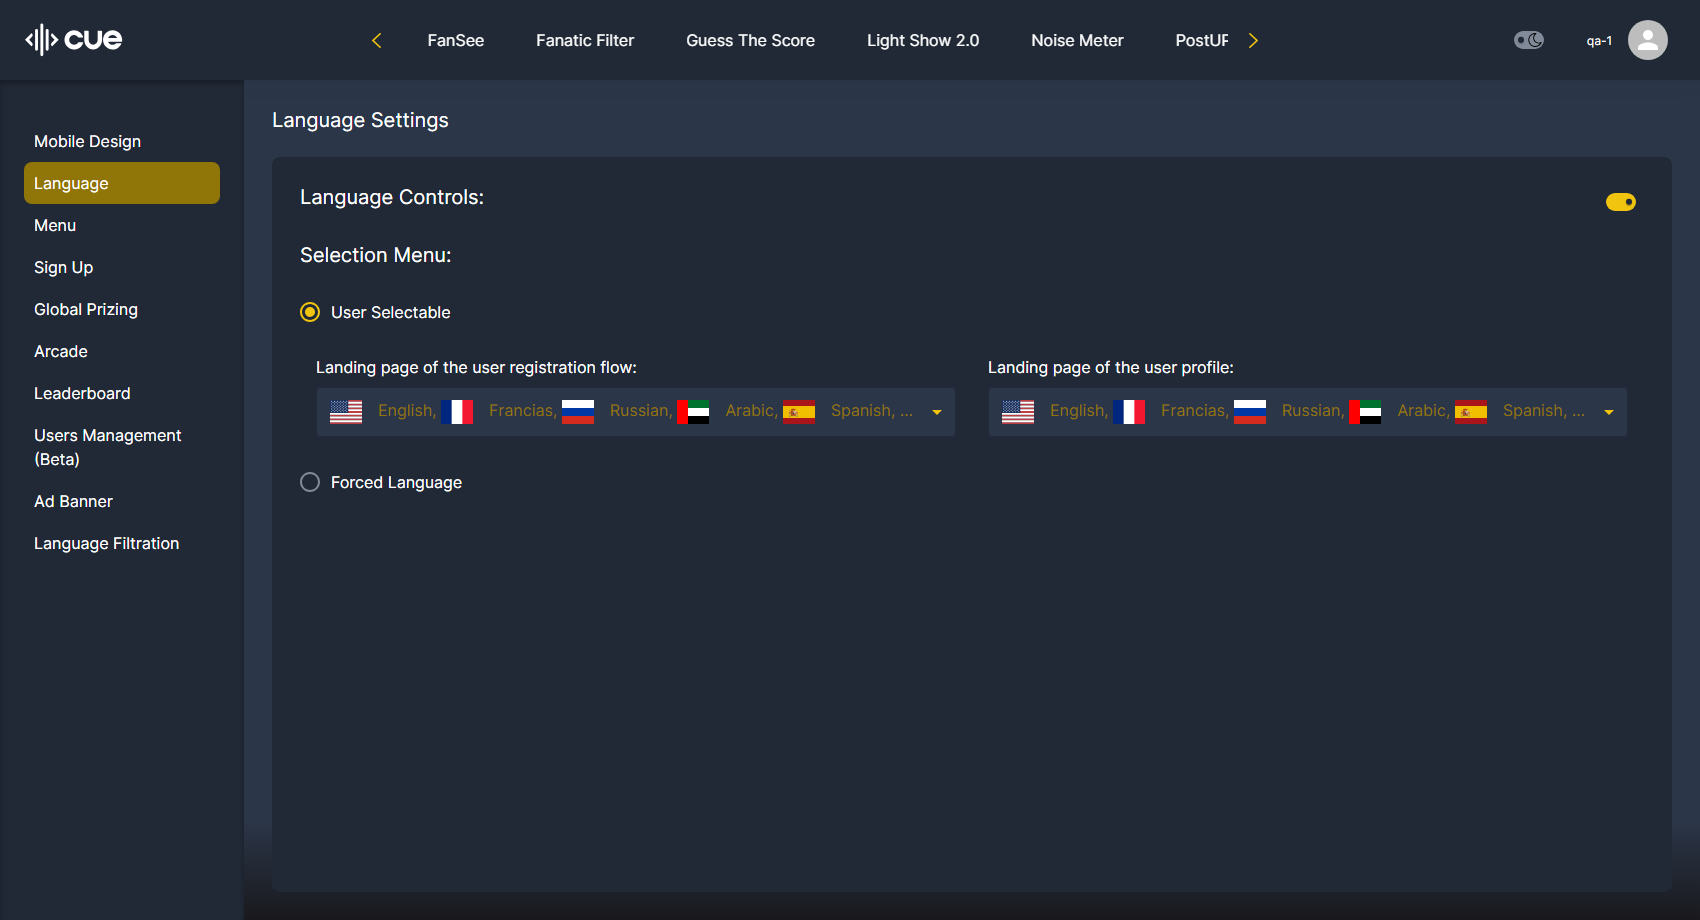 cue
FanSee
Fanatic Filter
Guess The Score
Light Show 2.0
Noise Meter
PostUP
qa-1
Mobile Design
Language
Menu
Sign Up
Global Prizing
Arcade
Leaderboard
Users Management
(Beta)
Ad Banner
Language Filtration
Language Settings
Language Controls:
Selection Menu:
User Selectable
Landing page of the user registration flow:
English, Francias, Russian, Arabic, Spanish, ...
Landing page of the user profile:
English, Francias, Russian, Arabic, Spanish, ...
Forced Language